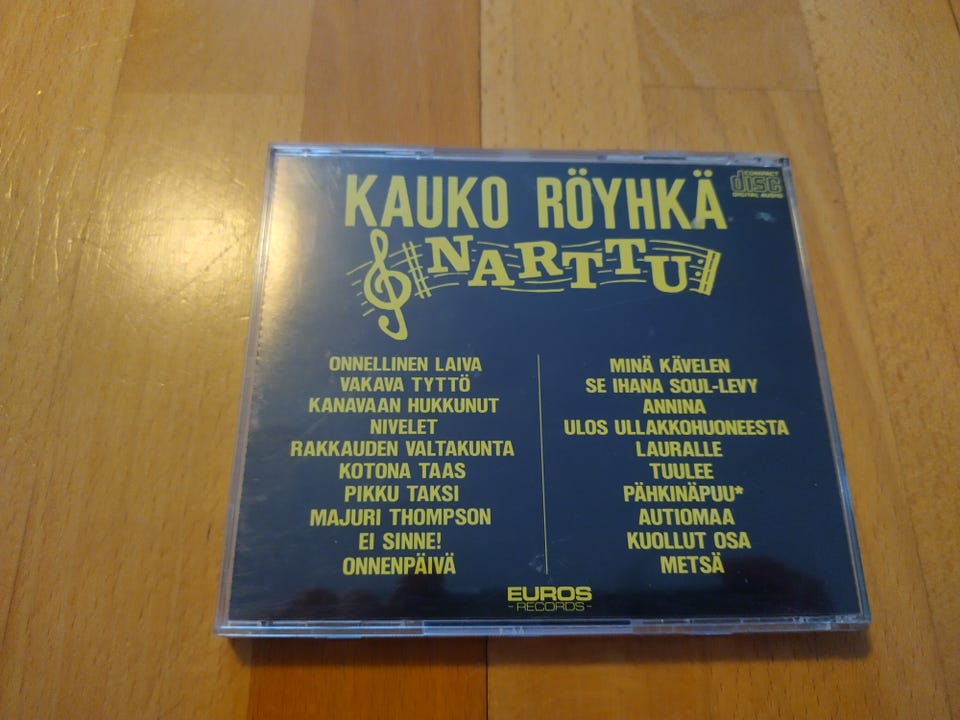 KAUKO RÖYHKÄ
NARTTU
COMPACT
disc
DIGITAL AUDIO
ONNELLINEN LAIVA
VAKAVA TYTTÖ
KANAVAAN HUKKUNUT
NIVELET
RAKKAUDEN VALTAKUNTA
KOTONA TAAS
PIKKU TAKSI
MAJURI THOMPSON
EI SINNE!
ONNENPÄIVÄ
MINÄ KÄVELEN
SE IHANA SOUL-LEVY
ANNINA
ULOS ULLAKKOHUONEESTA
LAURALLE
TUULEE
PÄHKINÄPUU*
AUTIOMAA
KUOLLUT OSA
METSÄ
EUROS
-RECORDS-